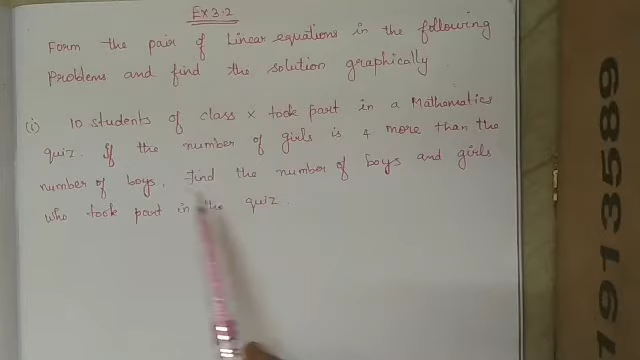 Ex 3.2
Form the pair of Linear equations in the following
Problems and find the solution graphically
(i) 10 students of class x took part in a Mathematics
quiz. If the number of girls is 4 more than the
number of boys. Find the number of boys and girls
who took part in the quiz.
7913589